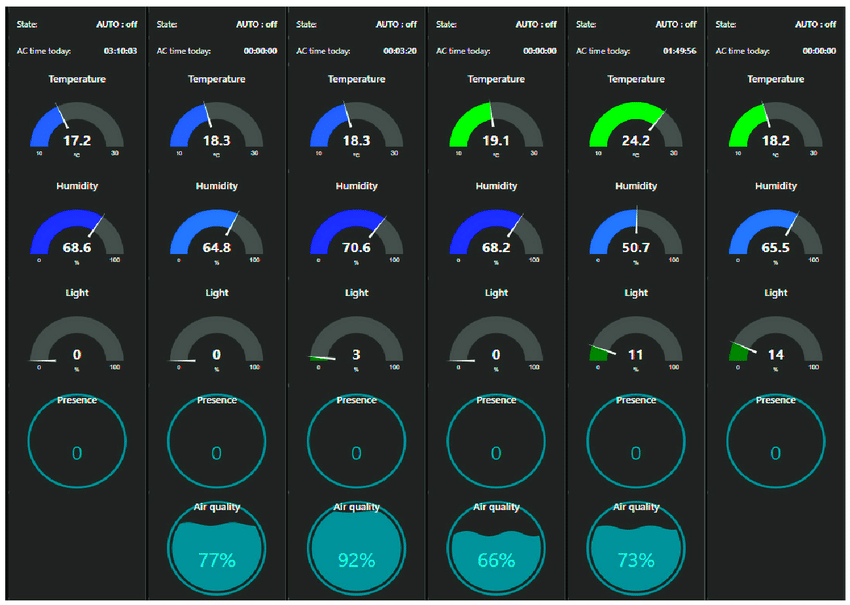 State: AUTO : off State: AUTO : off State: AUTO : off State: AUTO : off State: AUTO : off State: AUTO : off
AC time today: 03:10:03 AC time today: 00:00:00 AC time today: 00:03:20 AC time today: 00:00:00 AC time today: 01:49:56 AC time today: 00:00:00
Temperature Temperature Temperature Temperature Temperature Temperature
17.2 18.3 18.3 19.1 24.2 18.2
10 °C 30 10 °C 30 10 °C 30 10 °C 30 10 °C 30 10 °C 30
Humidity Humidity Humidity Humidity Humidity Humidity
68.6 64.8 70.6 68.2 50.7 65.5
0 % 100 0 % 100 0 % 100 0 % 100 0 % 100 0 % 100
Light Light Light Light Light Light
0 0 3 0 11 14
0 % 100 0 % 100 0 % 100 0 % 100 0 % 100 0 % 100
Presence Presence Presence Presence Presence Presence
0 0 0 0 0 0
Air quality Air quality Air quality Air quality
77% 92% 66% 73%